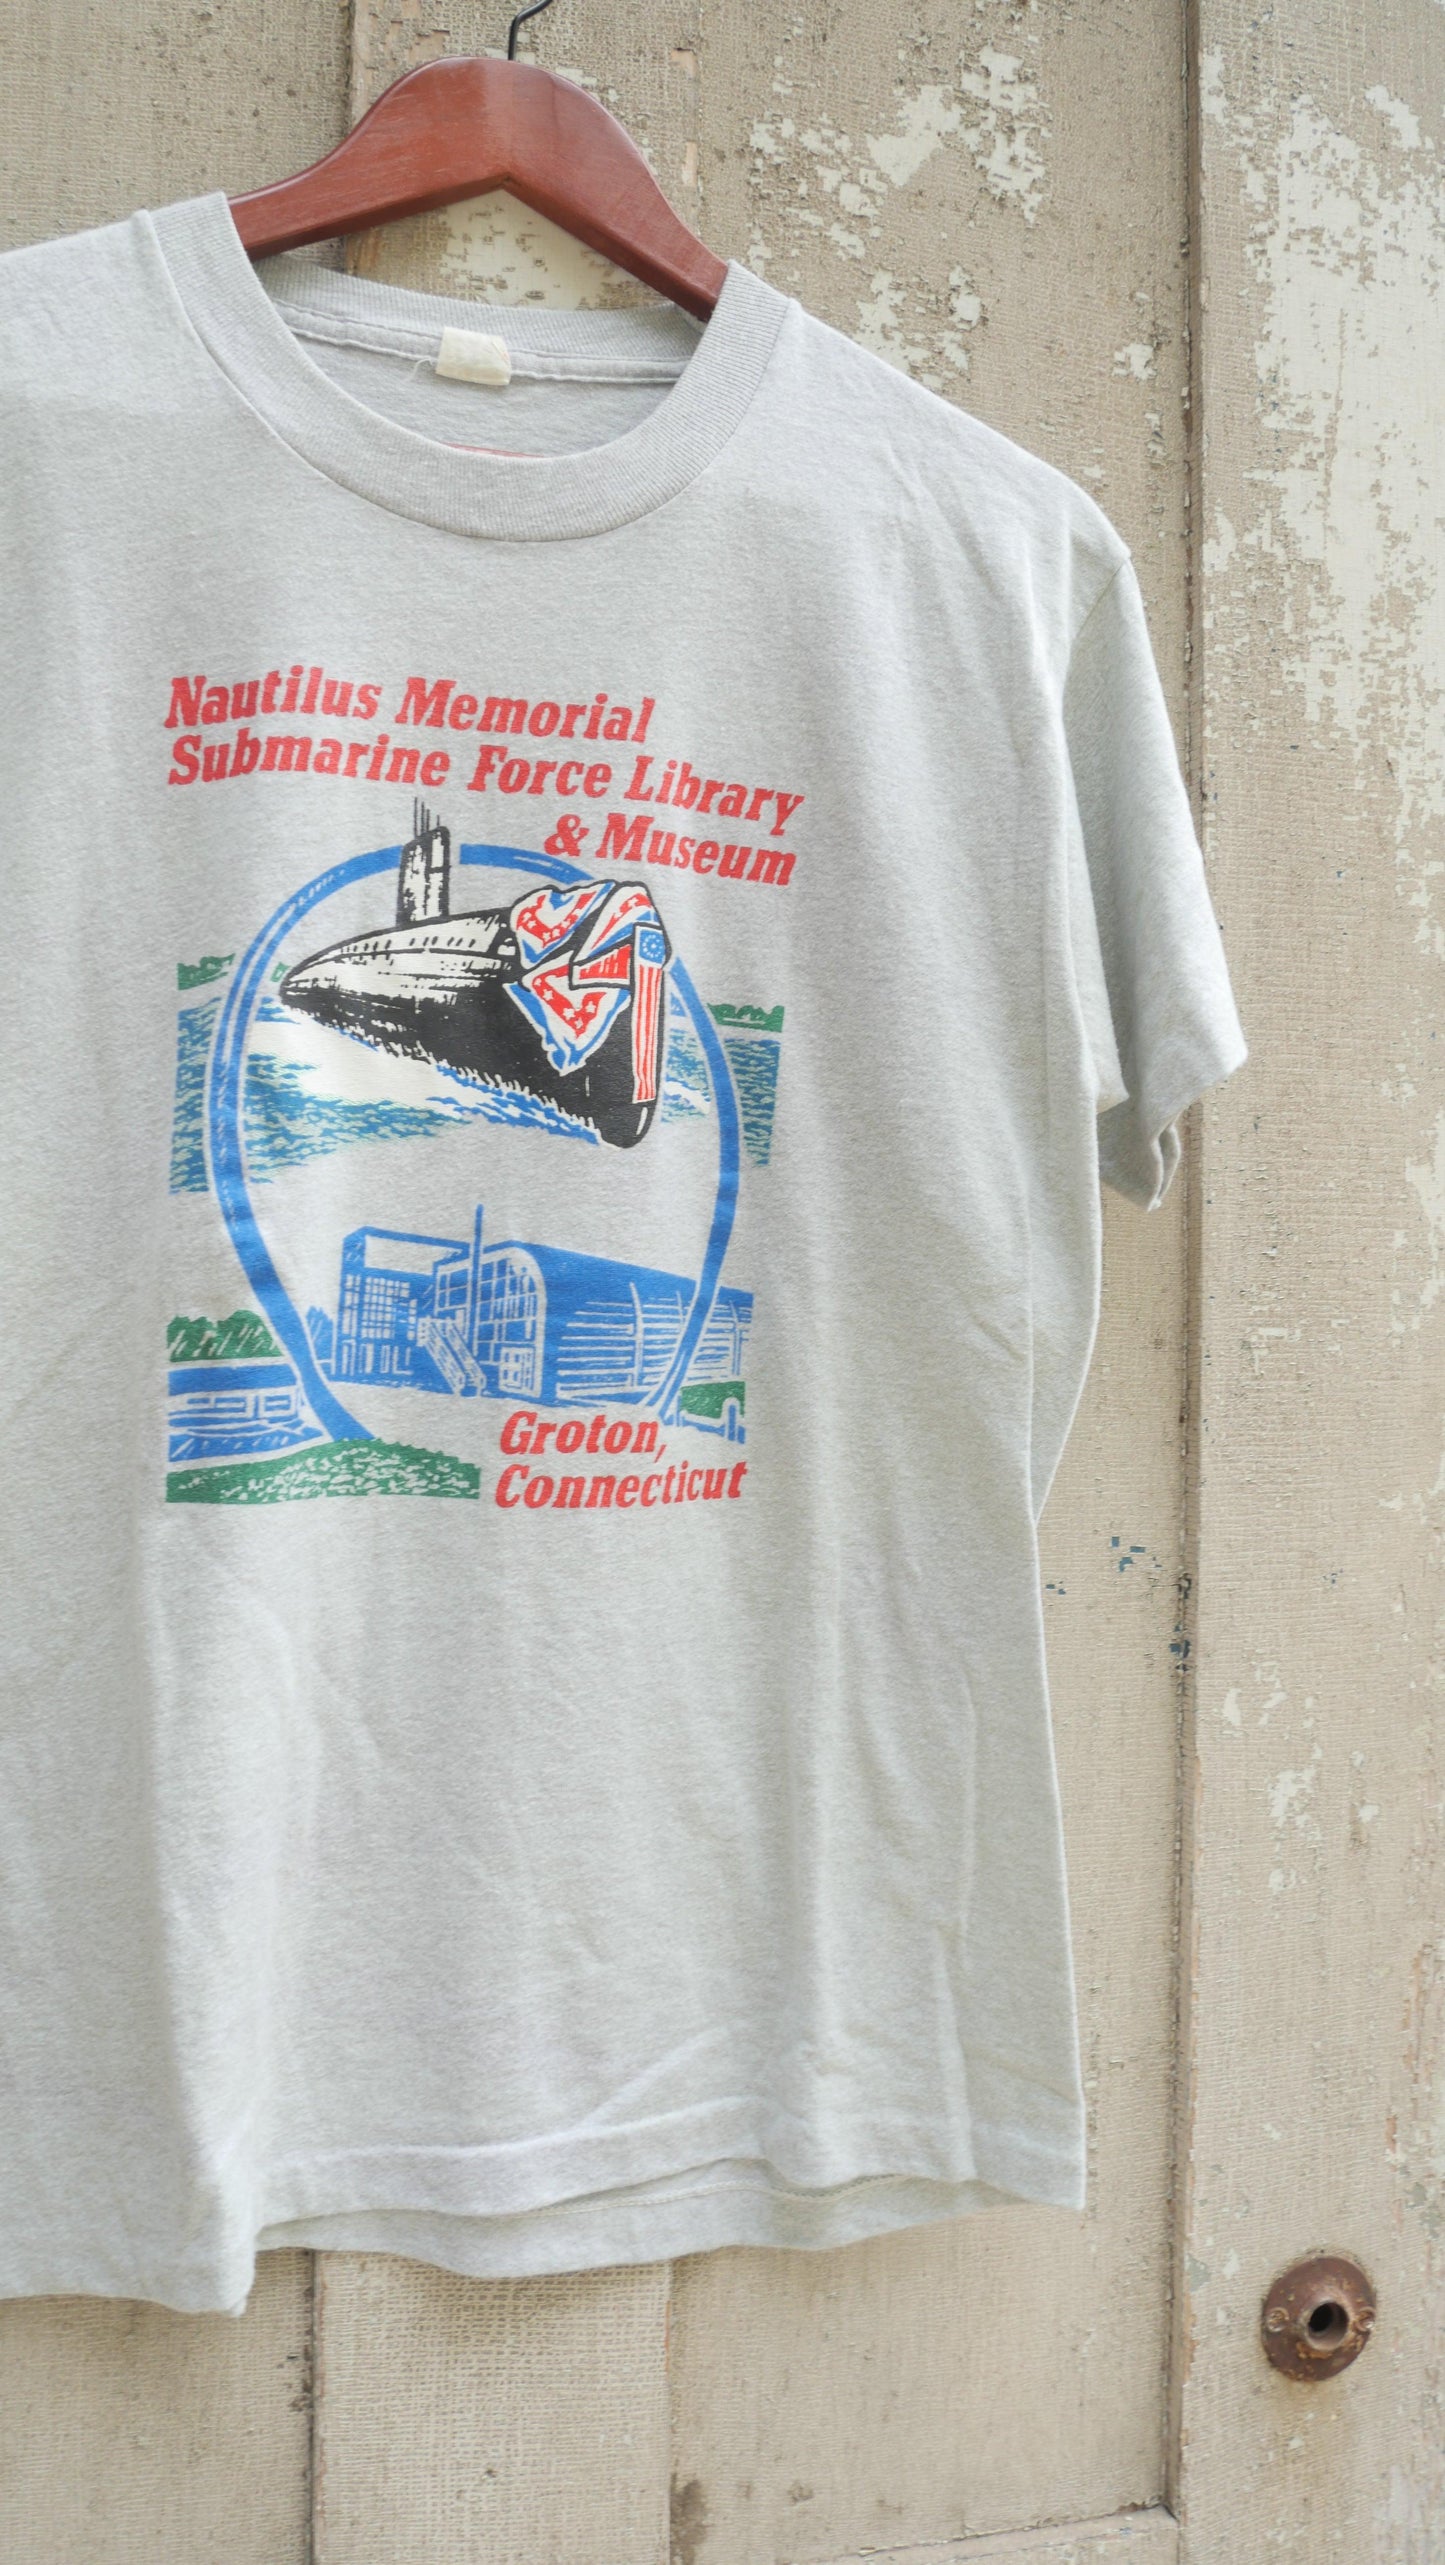 Nautilus Memorial
Submarine Force Library
& Museum
Groton,
Connecticut